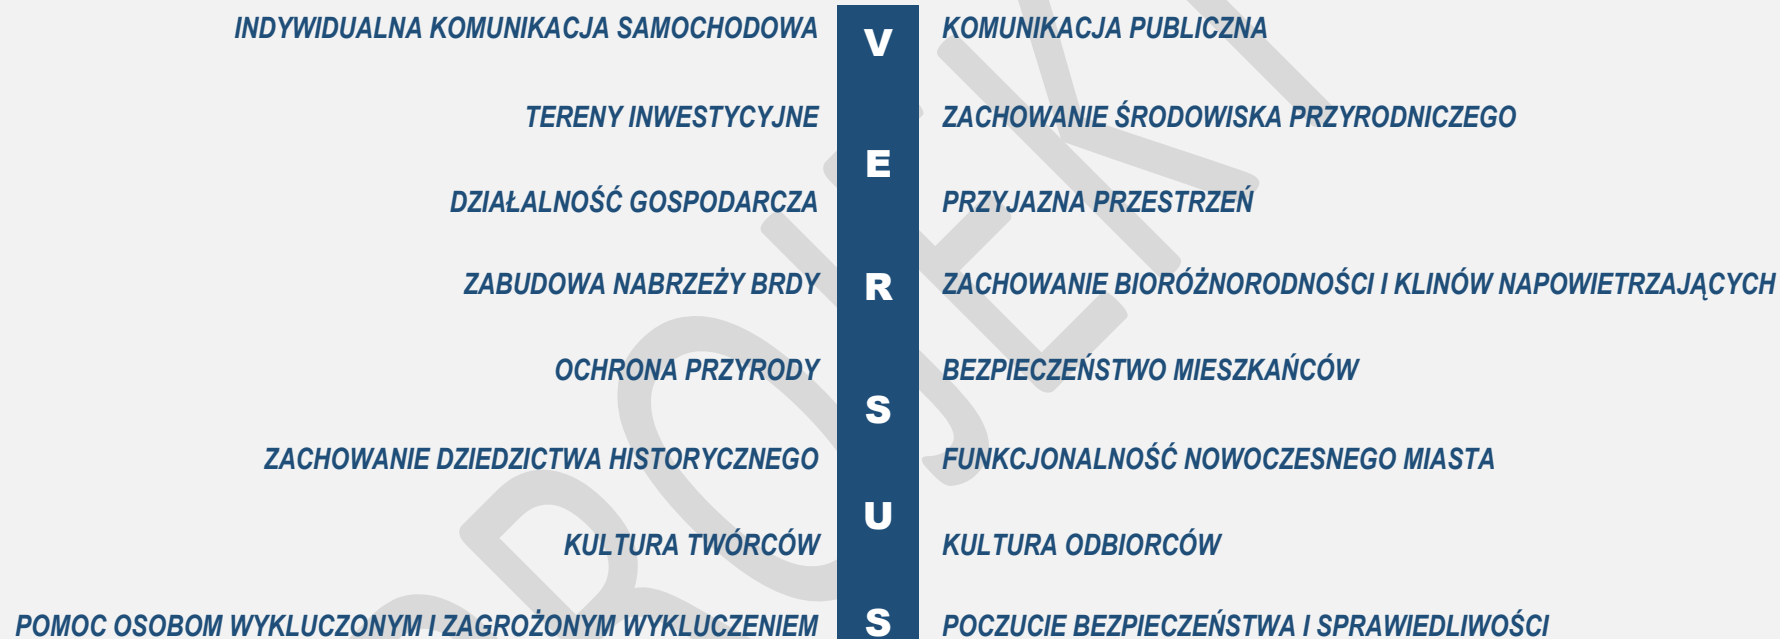 INDYWIDUALNA KOMUNIKACJA SAMOCHODOWA
KOMUNIKACJA PUBLICZNA
TERENY INWESTYCYJNE
ZACHOWANIE ŚRODOWISKA PRZYRODNICZEGO
DZIAŁALNOŚĆ GOSPODARCZA
PRZYJAZNA PRZESTRZEŃ
ZABUDOWA NABRZEŻY BRDY
ZACHOWANIE BIORÓŻNORODNOŚCI I KLINÓW NAPOWIETRZAJĄCYCH
OCHRONA PRZYRODY
BEZPIECZEŃSTWO MIESZKAŃCÓW
ZACHOWANIE DZIEDZICTWA HISTORYCZNEGO
FUNKCJONALNOŚĆ NOWOCZESNEGO MIASTA
KULTURA TWÓRCÓW
KULTURA ODBIORCÓW
POMOC OSOBOM WYKLUCZONYM I ZAGROŻONYM WYKLUCZENIEM
POCZUCIE BEZPIECZEŃSTWA I SPRAWIEDLIWOŚCI
VERSUS
PROJEKT